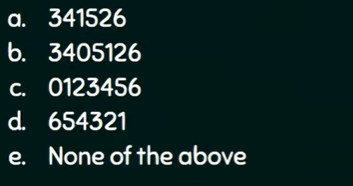 a. 341526
b. 3405126
c. 0123456
d. 654321
e. None of the above